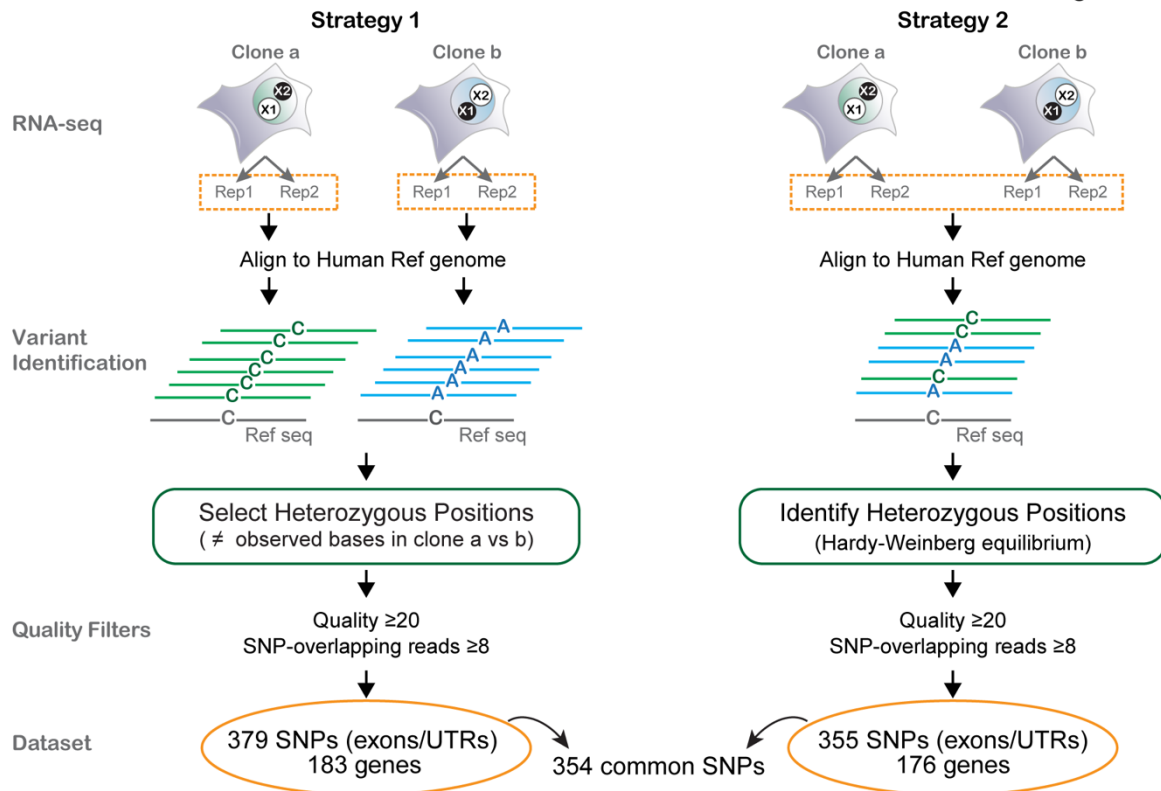 Strategy 1
Strategy 2
Clone a
Clone b
Clone a
Clone b
X2
X1
X2
X1
X2
X1
X2
X1
RNA-seq
Rep1
Rep2
Rep1
Rep2
Rep1
Rep2
Rep1
Rep2
Align to Human Ref genome
Align to Human Ref genome
Variant
Identification
C
C
C
C
C
C
C
Ref seq
A
A
A
A
A
A
C
Ref seq
C
C
A
A
C
A
C
Ref seq
Select Heterozygous Positions
( ≠ observed bases in clone a vs b)
Identify Heterozygous Positions
(Hardy-Weinberg equilibrium)
Quality Filters
Quality ≥20
SNP-overlapping reads ≥8
Quality ≥20
SNP-overlapping reads ≥8
Dataset
379 SNPs (exons/UTRs)
183 genes
354 common SNPs
355 SNPs (exons/UTRs)
176 genes